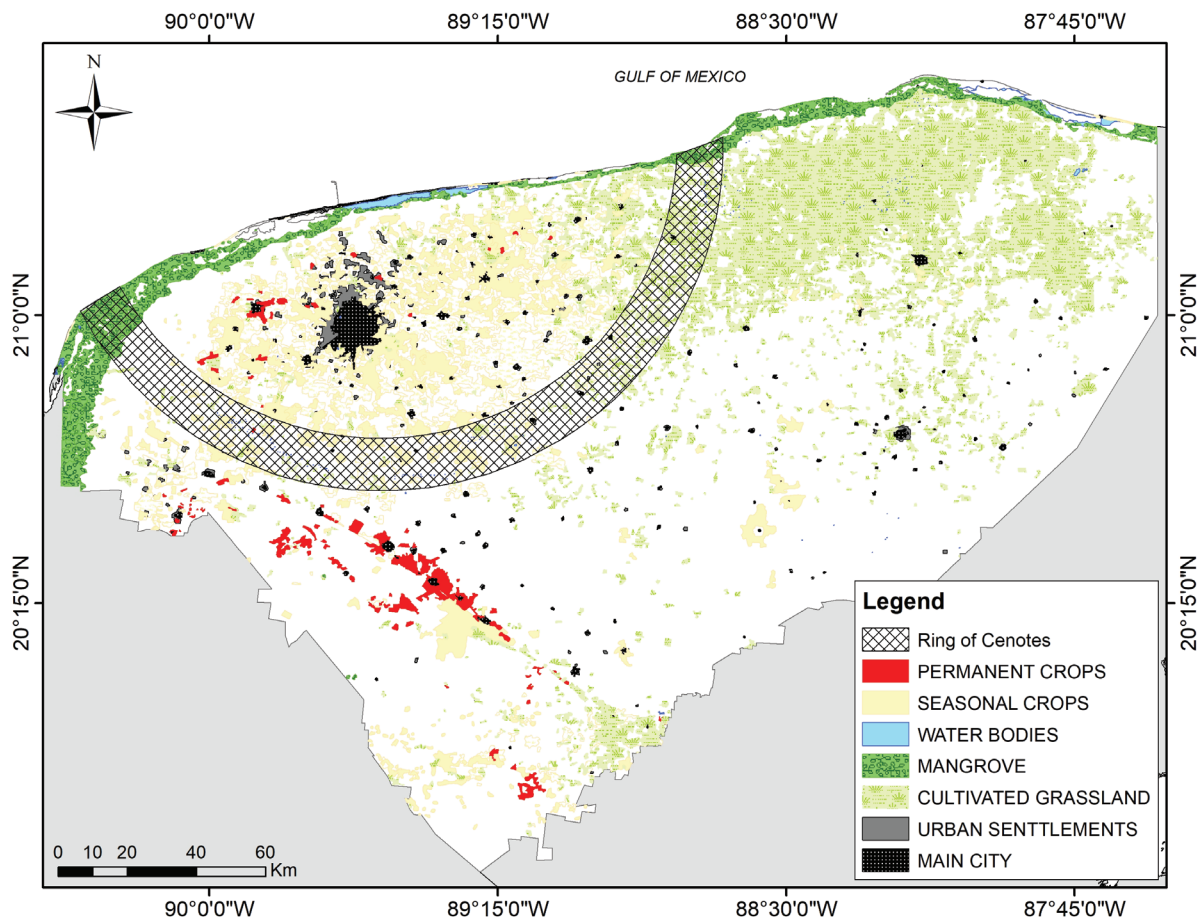 90°0'0"W 89°15'0"W 88°30'0"W 87°45'0"W
N
GULF OF MEXICO
21°0'0"N 21°0'0"N
20°15'0"N 20°15'0"N
Legend
Ring of Cenotes
PERMANENT CROPS
SEASONAL CROPS
WATER BODIES
MANGROVE
CULTIVATED GRASSLAND
URBAN SENTTLEMENTS
MAIN CITY
0 10 20 40 60
Km
90°0'0"W 89°15'0"W 88°30'0"W 87°45'0"W